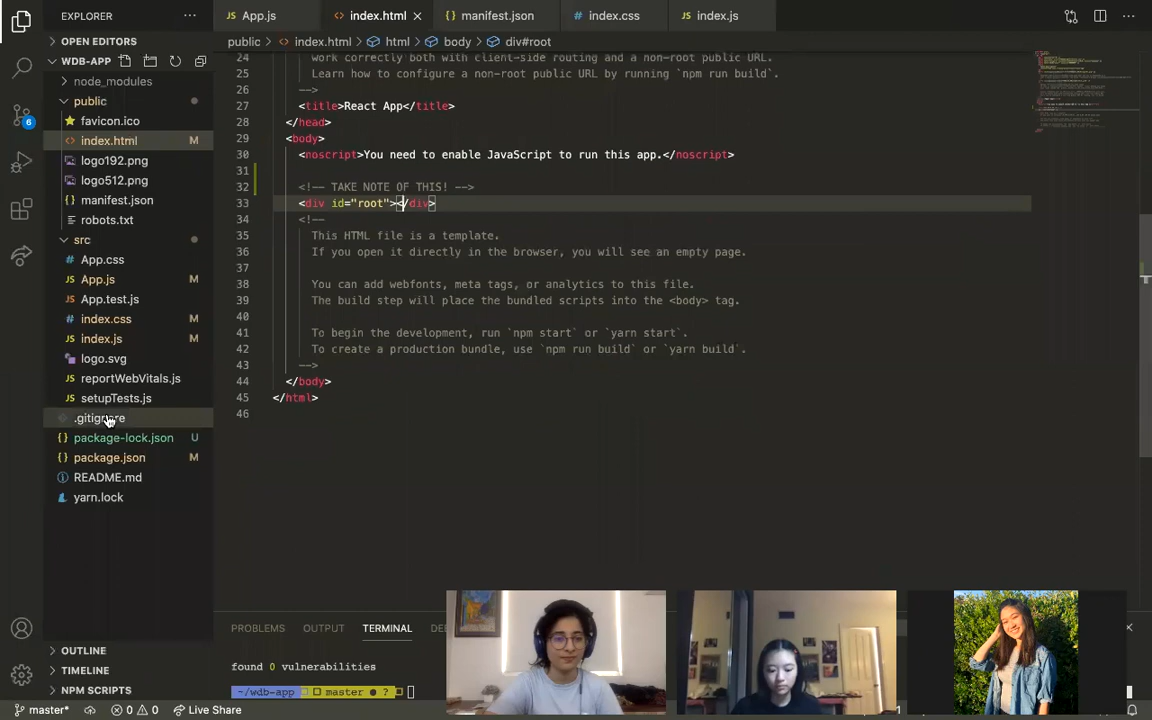 EXPLORER
OPEN EDITORS
WDB-APP
node_modules
public
favicon.ico
index.html M
logo192.png
logo512.png
manifest.json
robots.txt
src
App.css
App.js M
App.test.js
index.css M
index.js M
logo.svg
reportWebVitals.js
setupTests.js
.gitignore
package-lock.json U
package.json M
README.md
yarn.lock
OUTLINE
TIMELINE
NPM SCRIPTS
6
JS App.js
<> index.html ×
{} manifest.json
# index.css
JS index.js
public > index.html > html > body > div#root
24 work correctly both with client-side routing and a non-root public URL.
25 Learn how to configure a non-root public URL by running `npm run build`.
26 -->
27 <title>React App</title>
28 </head>
29 <body>
30 <noscript>You need to enable JavaScript to run this app.</noscript>
31
32 <!-- TAKE NOTE OF THIS! -->
33 <div id="root"></div>
34 <!--
35 This HTML file is a template.
36 If you open it directly in the browser, you will see an empty page.
37
38 You can add webfonts, meta tags, or analytics to this file.
39 The build step will place the bundled scripts into the <body> tag.
40
41 To begin the development, run `npm start` or `yarn start`.
42 To create a production bundle, use `npm run build` or `yarn build`.
43 -->
44 </body>
45 </html>
46
PROBLEMS OUTPUT TERMINAL DE
found 0 vulnerabilities
~/wdb-app master ● ?
master* 0 0 Live Share